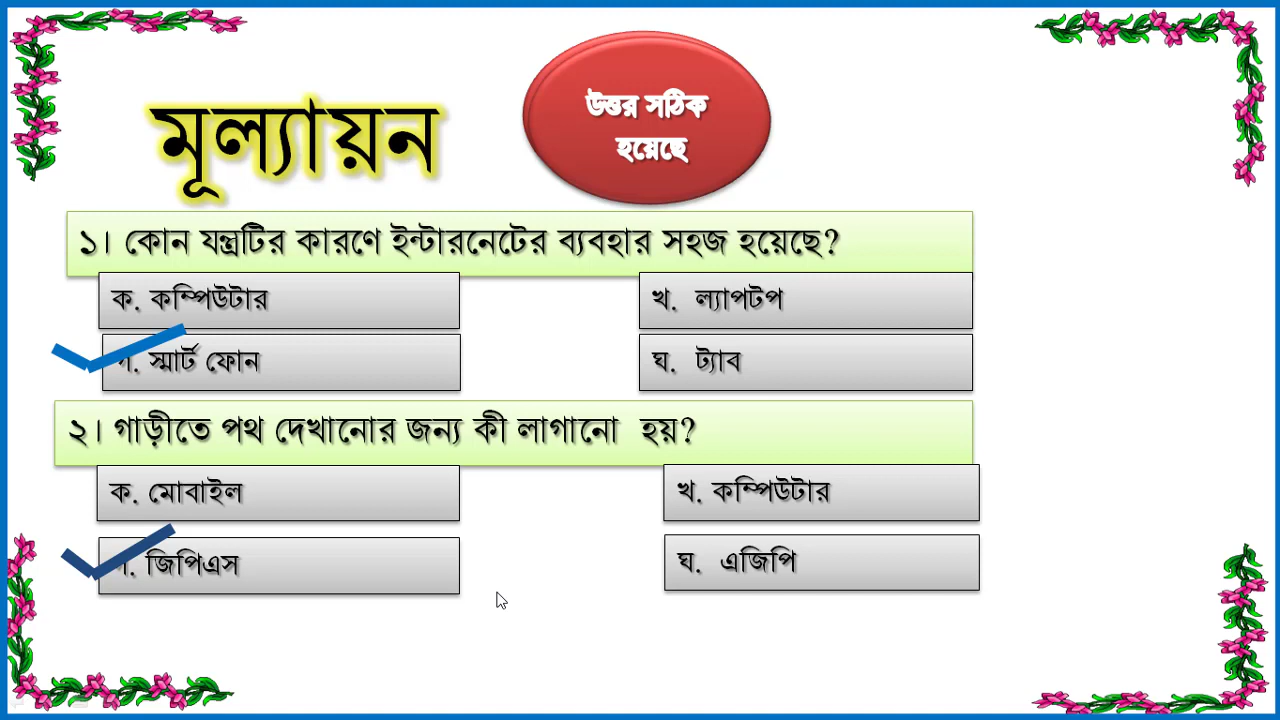 উত্তর সঠিক
হয়েছে
মূল্যায়ন
১। কোন যন্ত্রটির কারণে ইন্টারনেটের ব্যবহার সহজ হয়েছে?
ক. কম্পিউটার
খ. ল্যাপটপ
গ. স্মার্ট ফোন
ঘ. ট্যাব
২। গাড়ীতে পথ দেখানোর জন্য কী লাগানো হয়?
ক. মোবাইল
খ. কম্পিউটার
গ. জিপিএস
ঘ. এজিপি